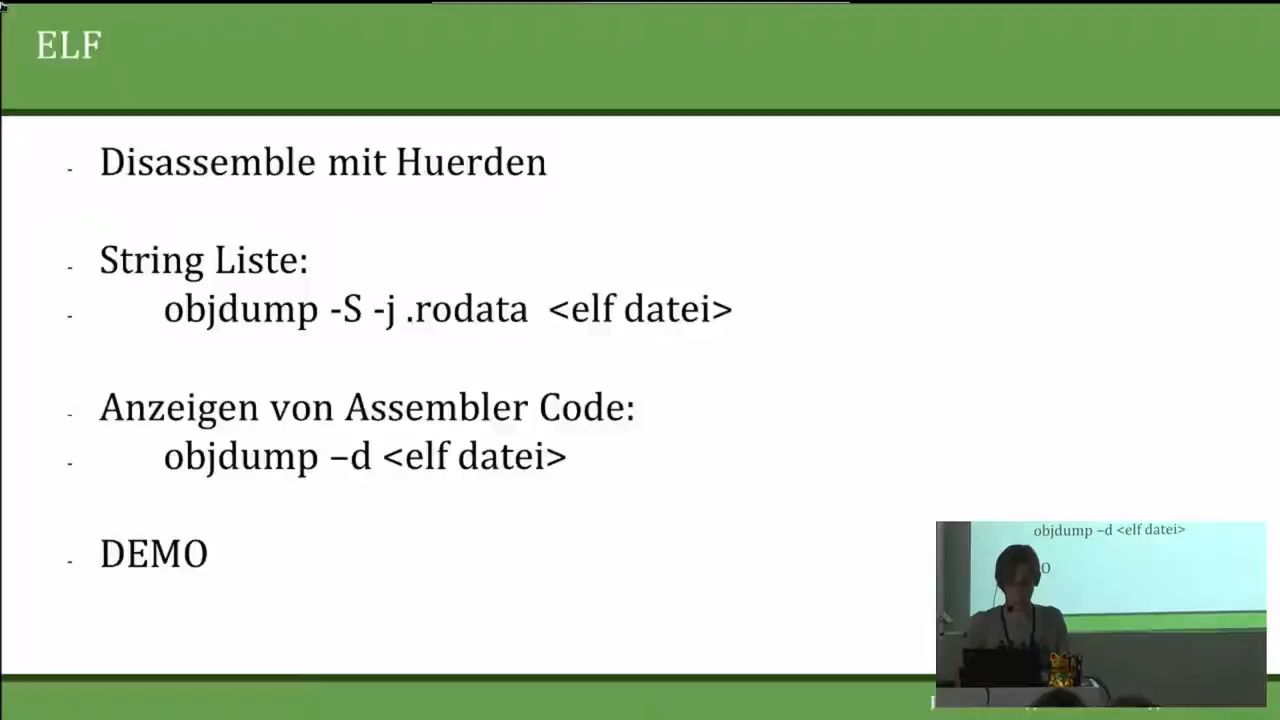 ELF
- Disassemble mit Huerden
- String Liste:
- objdump -S -j .rodata <elf datei>
- Anzeigen von Assembler Code:
- objdump –d <elf datei>
- DEMO
objdump –d <elf datei>
O